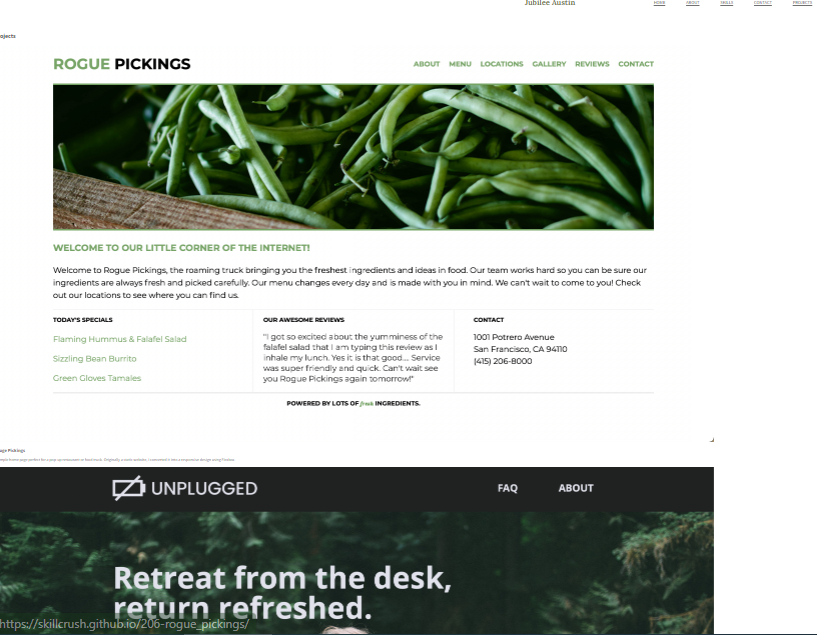 Jubilee Austin
HOME ABOUT SKILLS CONTACT PROJECTS
ojects
ROGUE PICKINGS
ABOUT MENU LOCATIONS GALLERY REVIEWS CONTACT
WELCOME TO OUR LITTLE CORNER OF THE INTERNET!
Welcome to Rogue Pickings, the roaming truck bringing you the freshest ingredients and ideas in food. Our team works hard so you can be sure our
ingredients are always fresh and picked carefully. Our menu changes every day and is made with you in mind. We can't wait to come to you! Check
out our locations to see where you can find us.
TODAY'S SPECIALS
Flaming Hummus & Falafel Salad
Sizzling Bean Burrito
Green Gloves Tamales
OUR AWESOME REVIEWS
"I got so excited about the yumminess of the
falafel salad that I am typing this review as I
inhale my lunch. Yes it is that good... Service
was super friendly and quick. Can't wait see
you Rogue Pickings again tomorrow!"
CONTACT
1001 Potrero Avenue
San Francisco, CA 94110
(415) 206-8000
POWERED BY LOTS OF fresh INGREDIENTS.
gue Pickings
UNPLUGGED
FAQ ABOUT
Retreat from the desk,
return refreshed.
https://skillcrush.github.io/206-rogue_pickings/